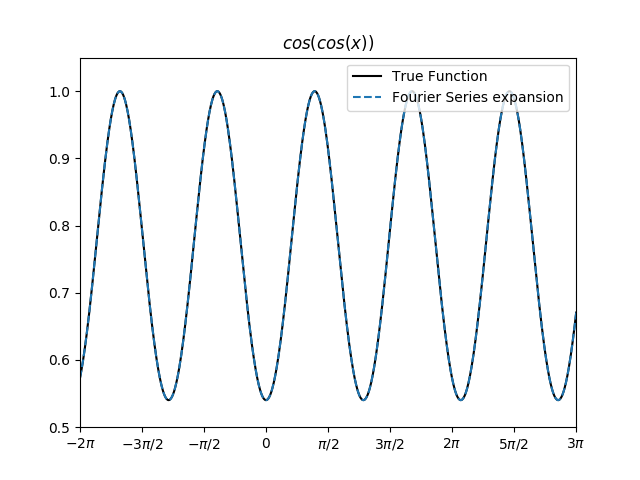 cos(cos(x))
True Function
Fourier Series expansion
1.0
0.9
0.8
0.7
0.6
0.5
−2π −3π/2 −π/2 0 π/2 3π/2 2π 5π/2 3π